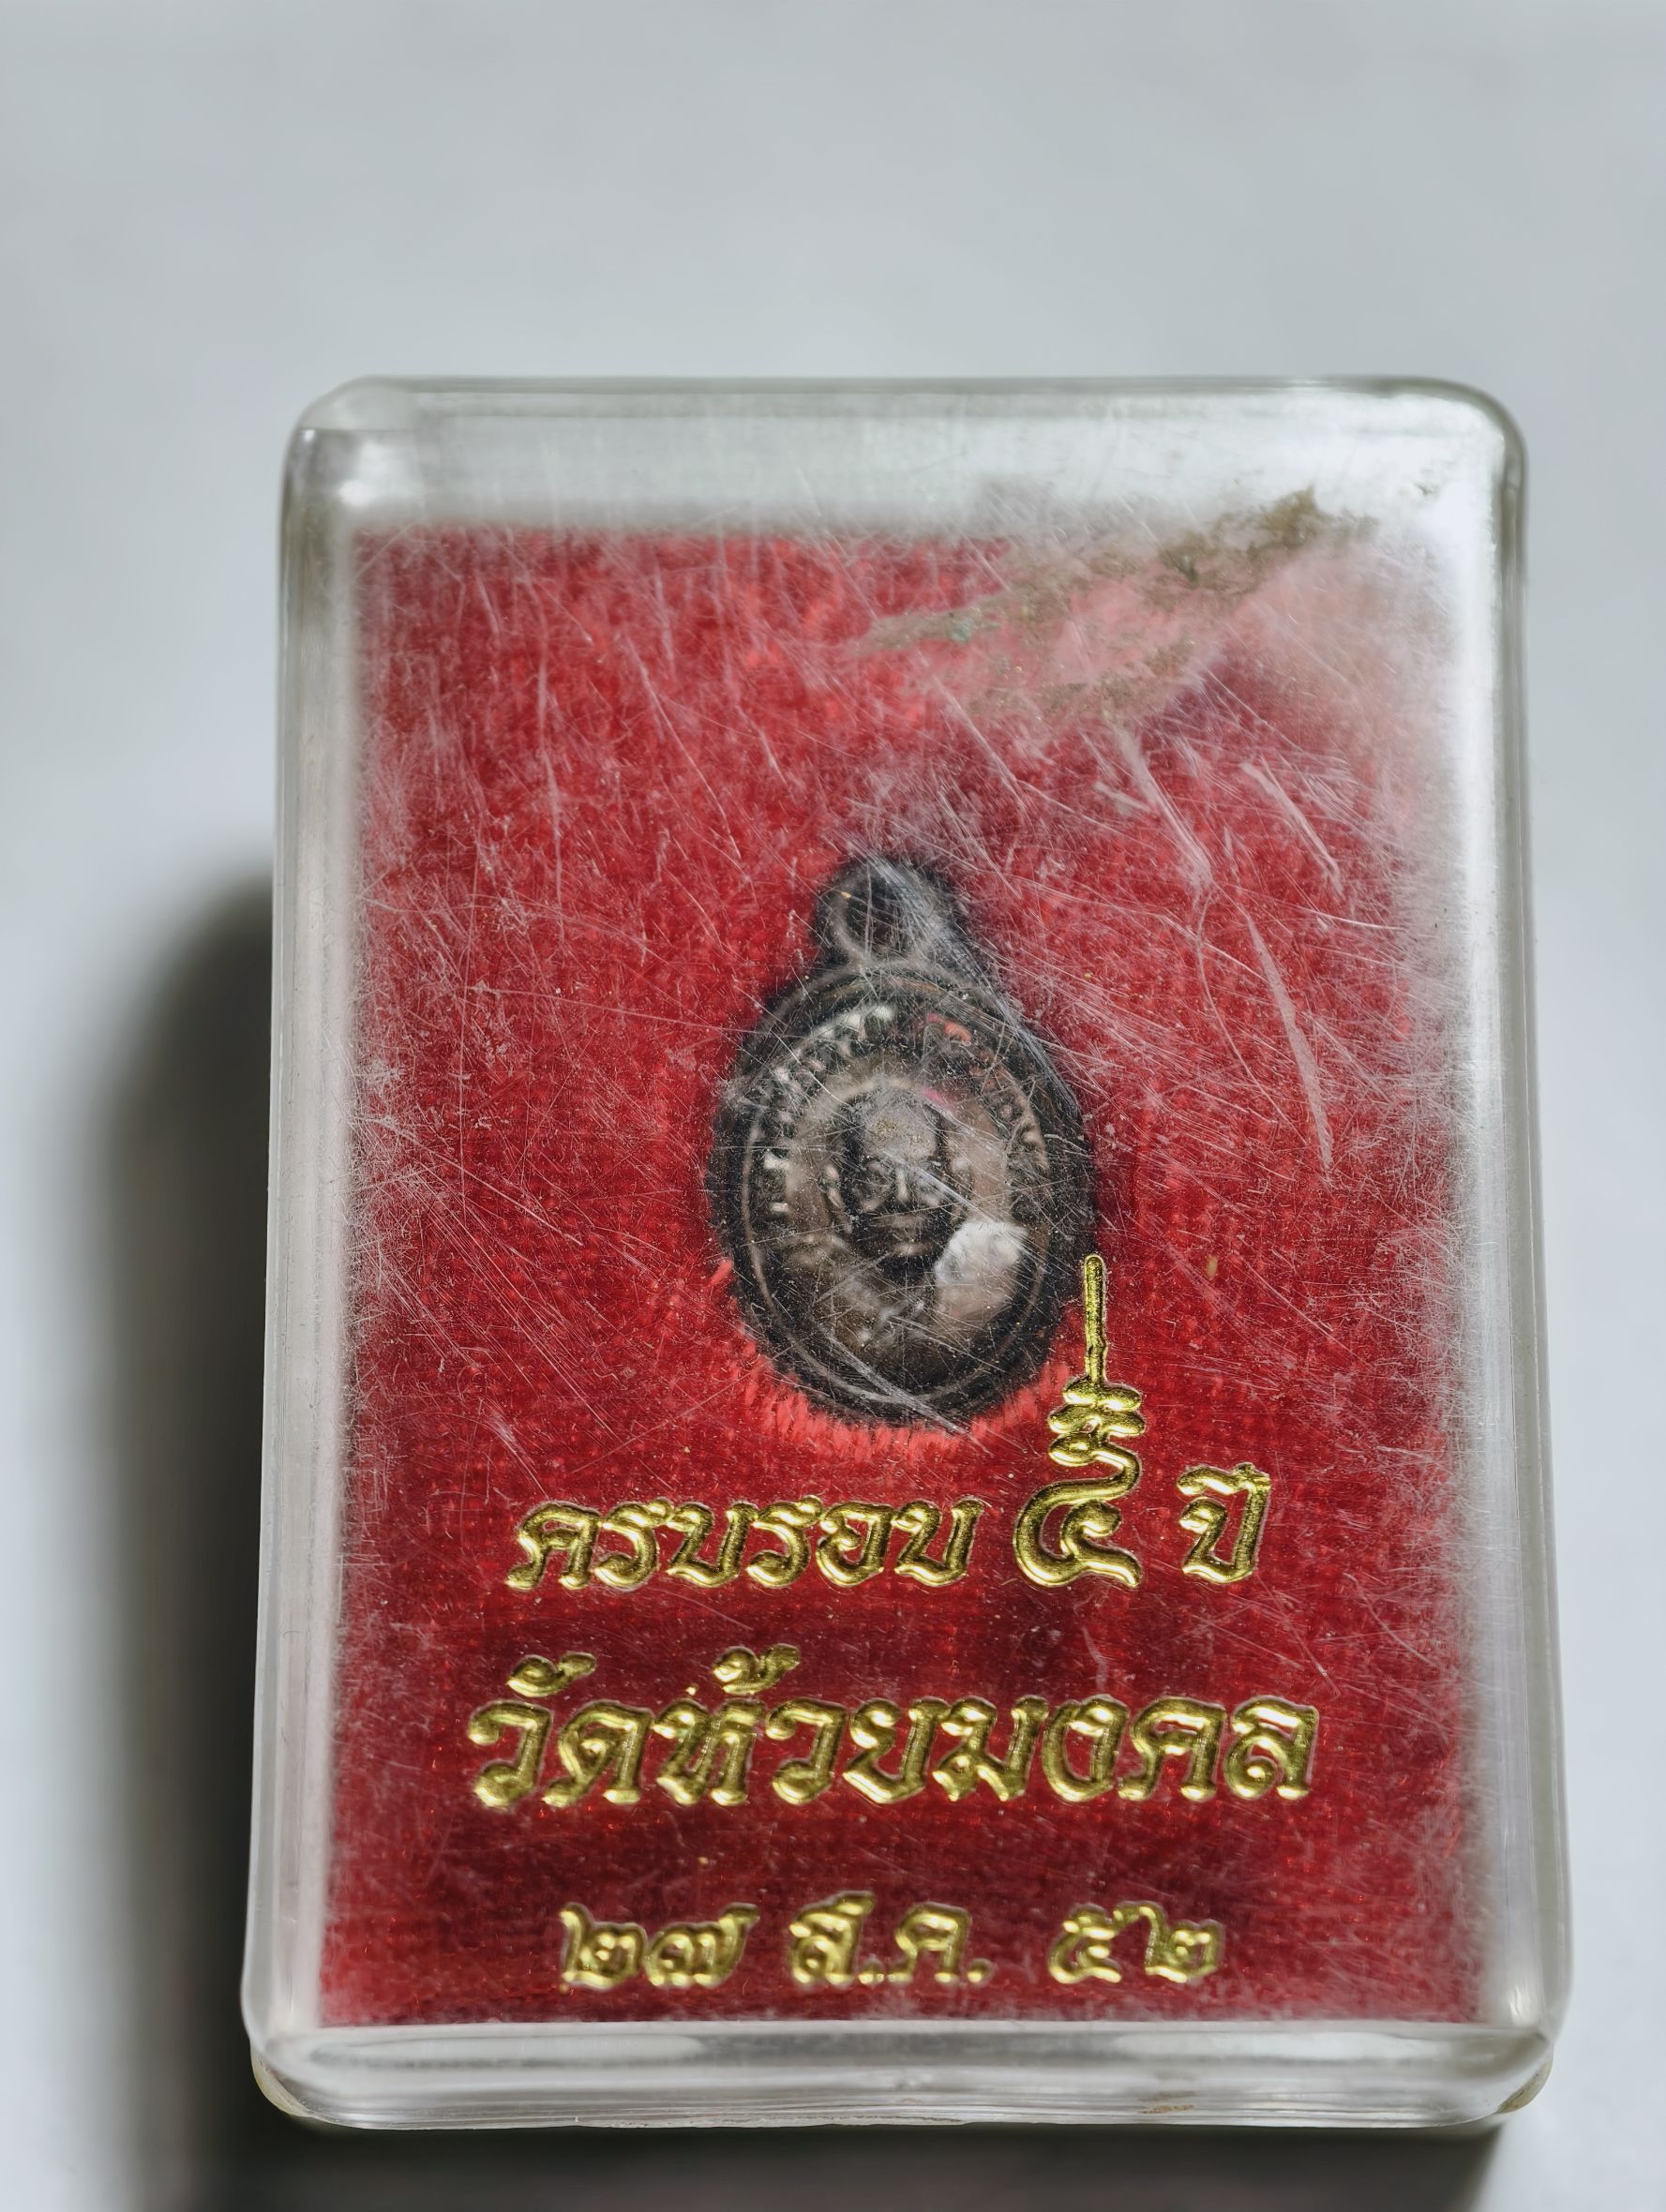 ครบรอบ ๕ ปี
วัดห้วยมงคล
๒๗ ส.ค. ๕๒